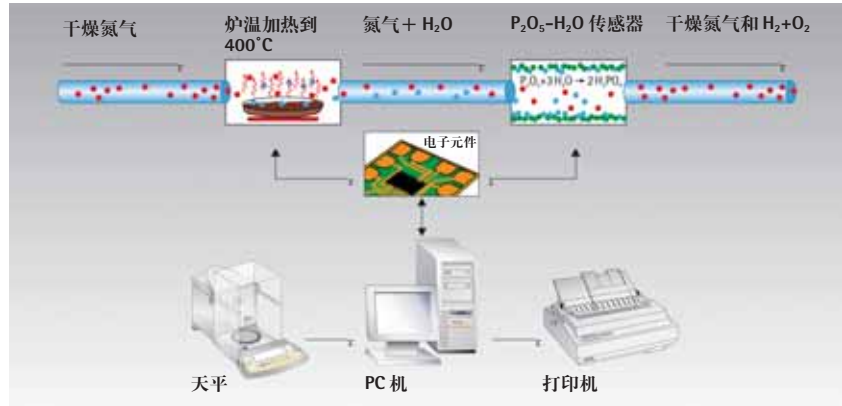 干燥氮气
炉温加热到
400°C
氮气＋ H₂O
P₂O₅-H₂O 传感器
干燥氮气和 H₂+O₂
P₂O₅+3H₂O → 2H₃PO₄
电子元件
天平
PC 机
打印机